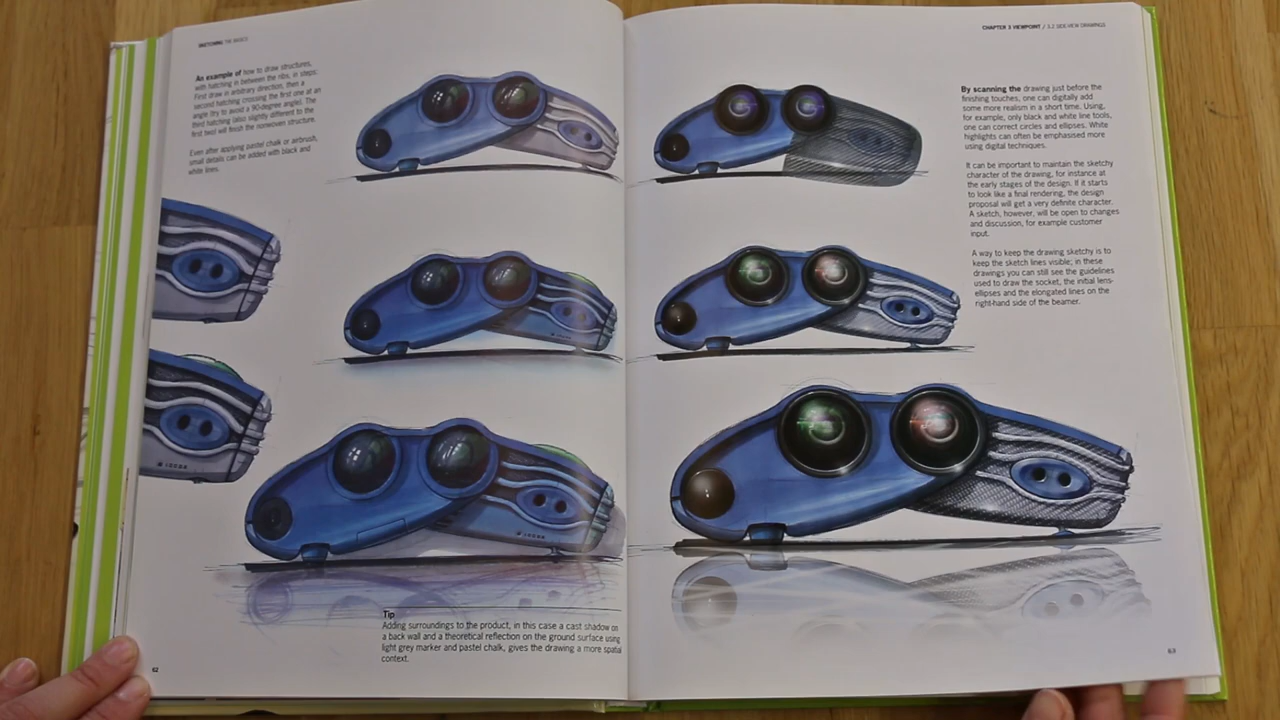 SKETCHING THE BASICS
An example of how to draw structures,
with hatching in between the ribs, in steps:
First draw in arbitrary direction, then a
second hatching crossing the first one at an
angle (try to avoid a 90-degree angle). The
third hatching (also slightly different to the
first two) will finish the nonwoven structure.
Even after applying pastel chalk or airbrush,
small details can be added with black and
white lines.
Tip
Adding surroundings to the product, in this case a cast shadow on
a back wall and a theoretical reflection on the ground surface using
light grey marker and pastel chalk, gives the drawing a more spatial
context.
62
CHAPTER 3 VIEWPOINT / 3.1 SIDE-VIEW DRAWINGS
By scanning the drawing just before the
finishing touches, one can digitally add
some more realism in a short time. Using,
for example, only black and white line tools,
one can correct circles and ellipses. White
highlights can often be emphasised more
using digital techniques.
It can be important to maintain the sketchy
character of the drawing, for instance at
the early stages of the design. If it starts
to look like a final rendering, the design
proposal will get a very definite character.
A sketch, however, will be open to changes
and discussion, for example customer
input.
A way to keep the drawing sketchy is to
keep the sketch lines visible; in these
drawings you can still see the guidelines
used to draw the socket, the initial lens-
ellipses and the elongated lines on the
right-hand side of the beamer.
63